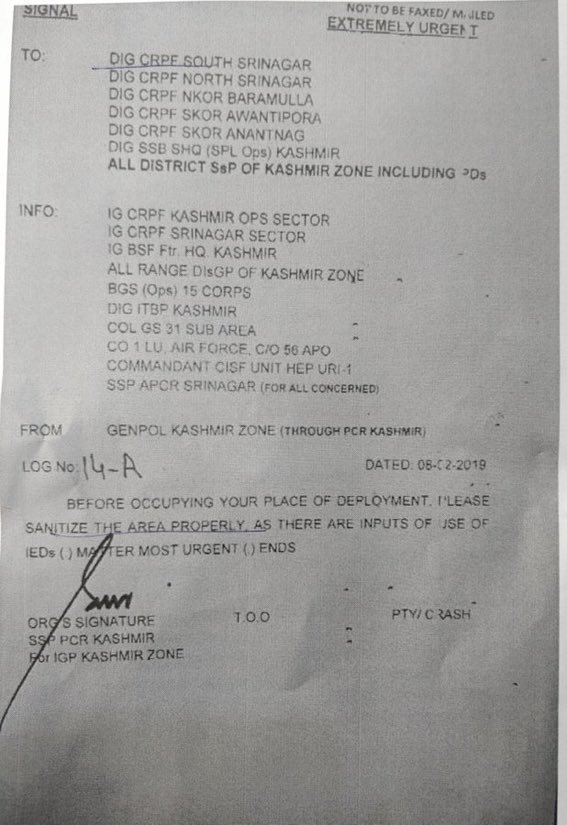 SIGNAL
NOT TO BE FAXED/ MAILED
EXTREMELY URGENT
TO: DIG CRPF SOUTH SRINAGAR
DIG CRPF NORTH SRINAGAR
DIG CRPF NKOR BARAMULLA
DIG CRPF SKOR AWANTIPORA
DIG CRPF SKOR ANANTNAG
DIG SSB SHQ (SPL Ops) KASHMIR
ALL DISTRICT SsP OF KASHMIR ZONE INCLUDING PDs
INFO: IG CRPF KASHMIR OPS SECTOR
IG CRPF SRINAGAR SECTOR
IG BSF Ftr. HQ. KASHMIR
ALL RANGE DIsGP OF KASHMIR ZONE
BGS (Ops) 15 CORPS
DIG ITBP KASHMIR
COL GS 31 SUB AREA
CO 1 LU, AIR FORCE, C/O 56 APO
COMMANDANT CISF UNIT HEP URI-1
SSP APCR SRINAGAR (FOR ALL CONCERNED)
FROM GENPOL KASHMIR ZONE (THROUGH PCR KASHMIR)
LOG No: 14-A DATED: 08-02-2019
BEFORE OCCUPYING YOUR PLACE OF DEPLOYMENT, PLEASE
SANITIZE THE AREA PROPERLY, AS THERE ARE INPUTS OF USE OF
IEDs (.) MATTER MOST URGENT (.) ENDS
ORG'S SIGNATURE T.O.O PTY/ CRASH
SSP PCR KASHMIR
For IGP KASHMIR ZONE